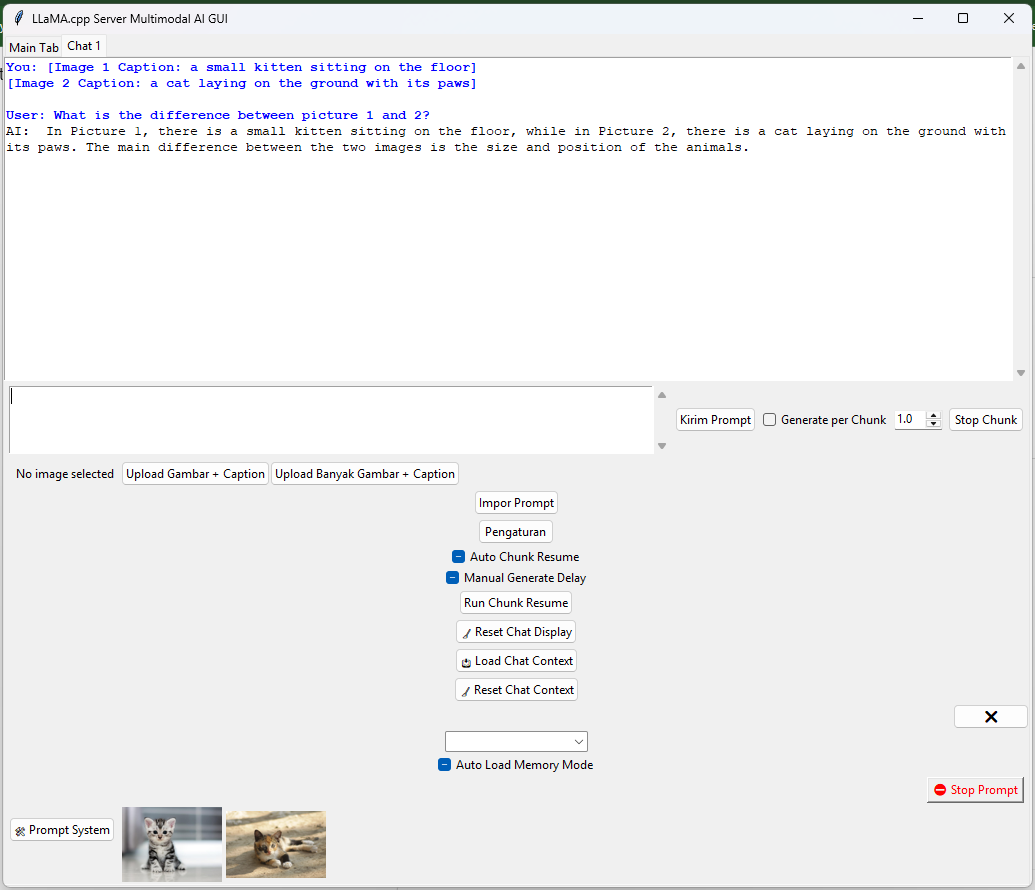 LLaMA.cpp Server Multimodal AI GUI
Main Tab
Chat 1
You: [Image 1 Caption: a small kitten sitting on the floor]
[Image 2 Caption: a cat laying on the ground with its paws]
User: What is the difference between picture 1 and 2?
AI:  In Picture 1, there is a small kitten sitting on the floor, while in Picture 2, there is a cat laying on the ground with
its paws. The main difference between the two images is the size and position of the animals.
Kirim Prompt
Generate per Chunk
1.0
Stop Chunk
No image selected
Upload Gambar + Caption
Upload Banyak Gambar + Caption
Impor Prompt
Pengaturan
Auto Chunk Resume
Manual Generate Delay
Run Chunk Resume
Reset Chat Display
Load Chat Context
Reset Chat Context
Auto Load Memory Mode
Stop Prompt
Prompt System